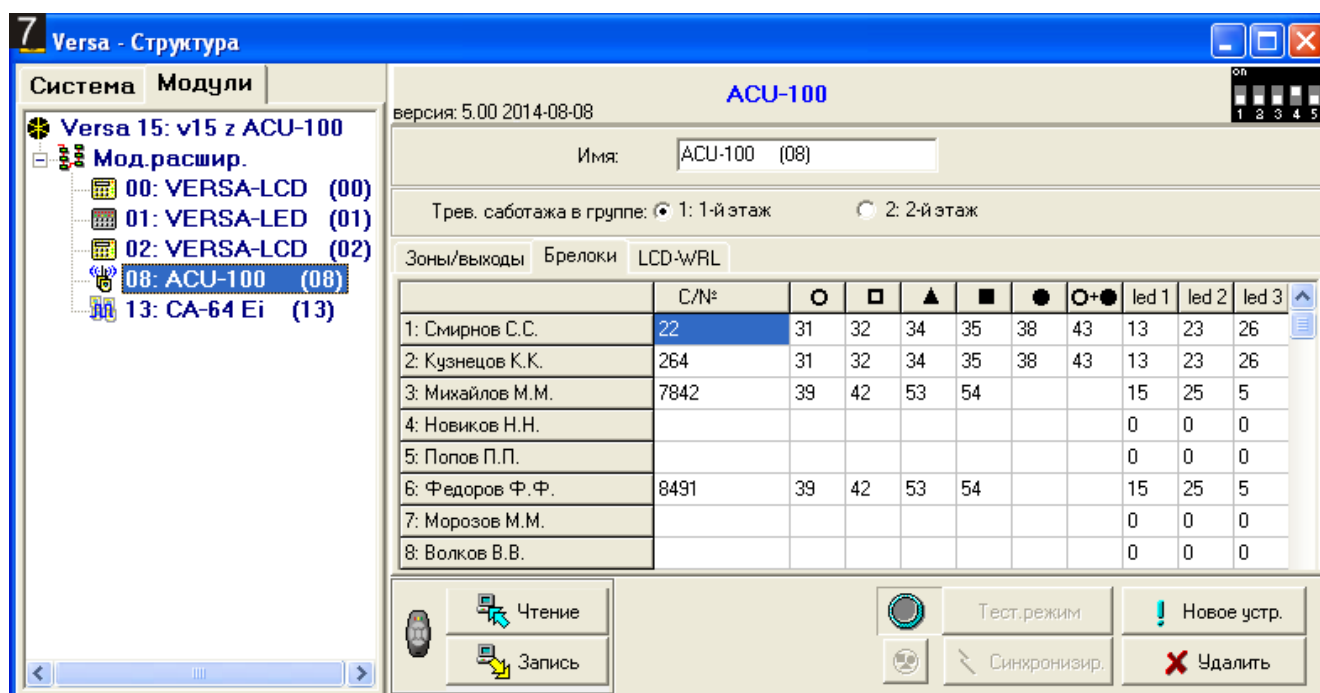 7
Versa - Структура
Система Модули
Versa 15: v15 z ACU-100
Мод.расшир.
00: VERSA-LCD (00)
01: VERSA-LED (01)
02: VERSA-LCD (02)
08: ACU-100 (08)
13: CA-64 Ei (13)
ACU-100
версия: 5.00 2014-08-08
on
1 2 3 4 5
Имя: ACU-100 (08)
Трев. саботажа в группе: 1: 1-й этаж 2: 2-й этаж
Зоны/выходы Брелоки LCD-WRL
С/№ + led 1 led 2 led 3
1: Смирнов С.С. 22 31 32 34 35 38 43 13 23 26
2: Кузнецов К.К. 264 31 32 34 35 38 43 13 23 26
3: Михайлов М.М. 7842 39 42 53 54 15 25 5
4: Новиков Н.Н. 0 0 0
5: Попов П.П. 0 0 0
6: Федоров Ф.Ф. 8491 39 42 53 54 15 25 5
7: Морозов М.М. 0 0 0
8: Волков В.В. 0 0 0
Чтение Тест.режим Новое устр.
Запись Синхронизир. Удалить